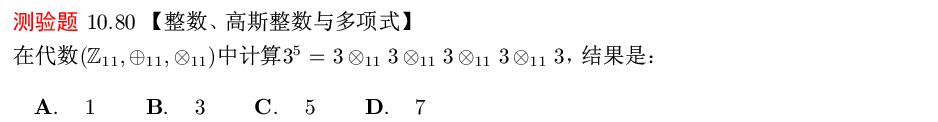 测验题 10.80 【整数、高斯整数与多项式】
在代数(ℤ₁₁, ⊕₁₁, ⊗₁₁)中计算3⁵ = 3 ⊗₁₁ 3 ⊗₁₁ 3 ⊗₁₁ 3 ⊗₁₁ 3，结果是：
A. 1 B. 3 C. 5 D. 7